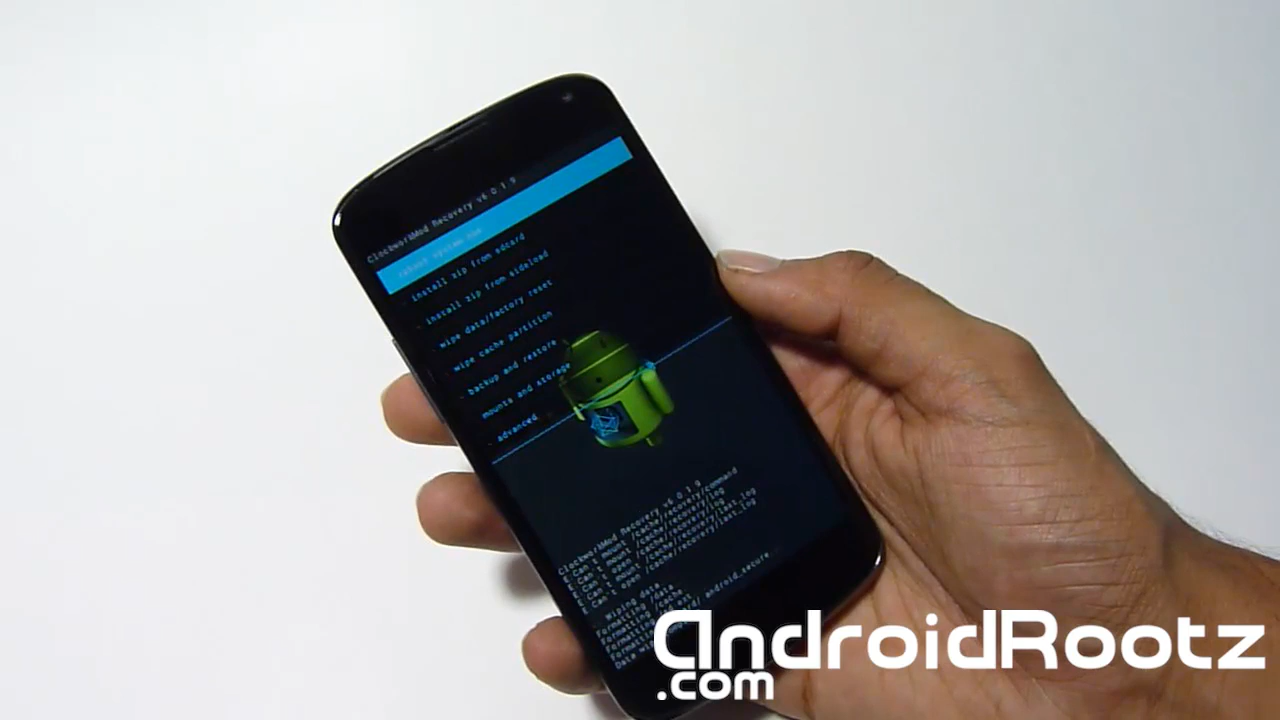 ClockworkMod Recovery v6.0.1.9
reboot system now
- install zip from sdcard
- install zip from sideload
- wipe data/factory reset
- wipe cache partition
- backup and restore
- mounts and storage
- advanced
ClockworkMod Recovery v6.0.1.9
E:Can't mount /cache/recovery/command
E:Can't mount /cache/recovery/log
E:Can't open /cache/recovery/log
E:Can't mount /cache/recovery/last_log
E:Can't open /cache/recovery/last_log
Wiping data...
Formatting /data...
Formatting /cache...
Formatting
Formatting android_secure
Data
AndroidRootz
.com